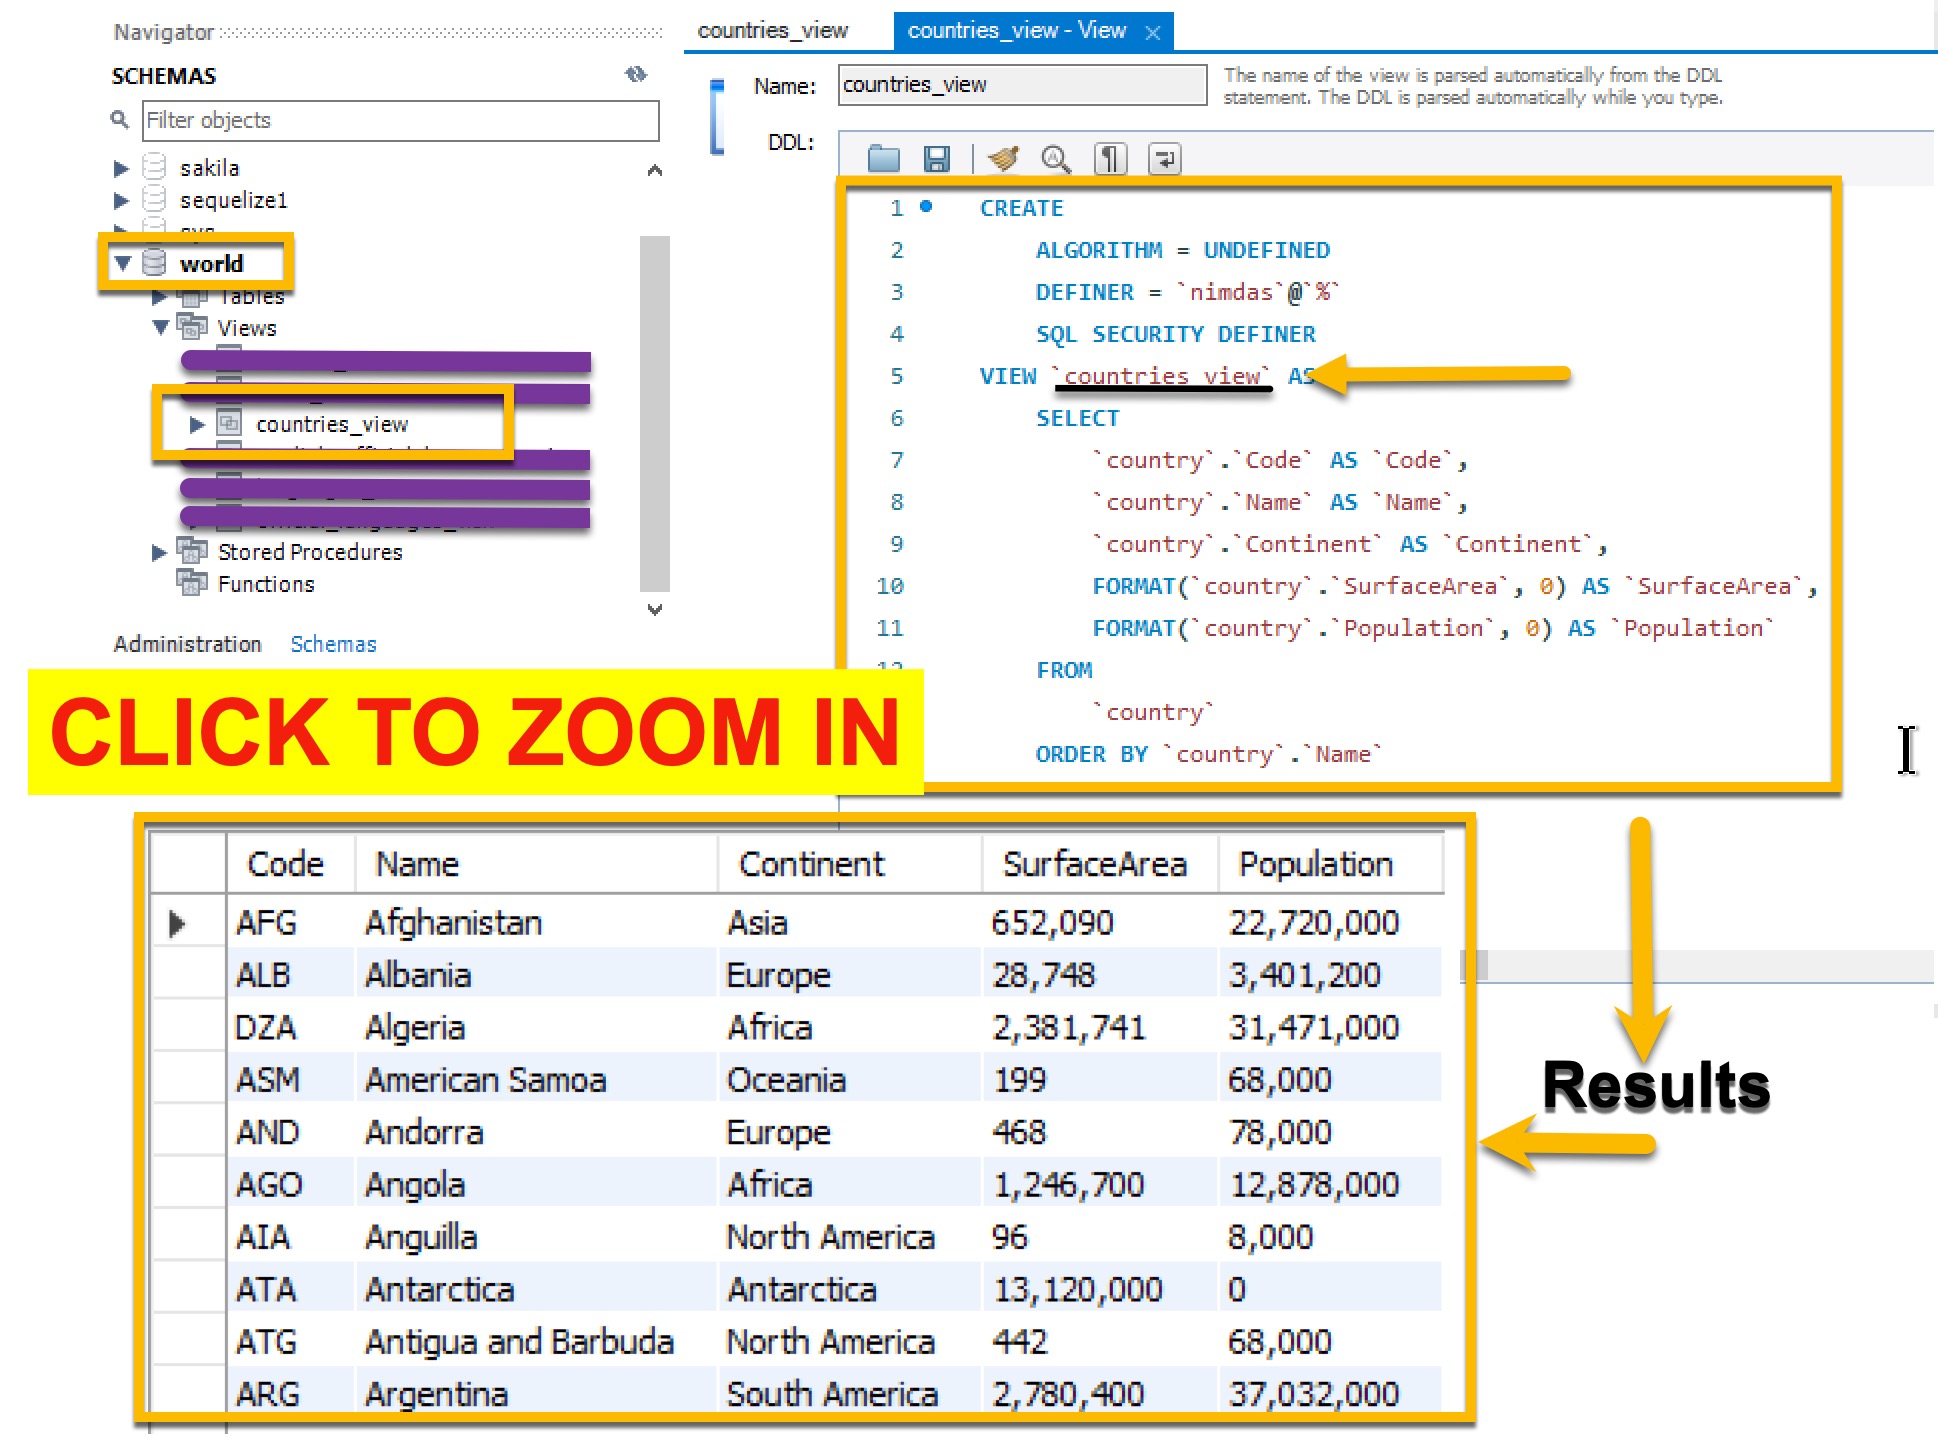 Navigator
SCHEMAS
Filter objects
sakila
sequelize1
sys
world
Tables
Views
countries_view
Stored Procedures
Functions
Administration Schemas
countries_view countries_view - View
Name: countries_view
The name of the view is parsed automatically from the DDL
statement. The DDL is parsed automatically while you type.
DDL:
1 CREATE
2 ALGORITHM = UNDEFINED
3 DEFINER = `nimdas`@`%`
4 SQL SECURITY DEFINER
5 VIEW `countries_view` AS
6 SELECT
7 `country`.`Code` AS `Code`,
8 `country`.`Name` AS `Name`,
9 `country`.`Continent` AS `Continent`,
10 FORMAT(`country`.`SurfaceArea`, 0) AS `SurfaceArea`,
11 FORMAT(`country`.`Population`, 0) AS `Population`
12 FROM
`country`
ORDER BY `country`.`Name`
CLICK TO ZOOM IN
Code Name Continent SurfaceArea Population
AFG Afghanistan Asia 652,090 22,720,000
ALB Albania Europe 28,748 3,401,200
DZA Algeria Africa 2,381,741 31,471,000
ASM American Samoa Oceania 199 68,000
AND Andorra Europe 468 78,000
AGO Angola Africa 1,246,700 12,878,000
AIA Anguilla North America 96 8,000
ATA Antarctica Antarctica 13,120,000 0
ATG Antigua and Barbuda North America 442 68,000
ARG Argentina South America 2,780,400 37,032,000
Results